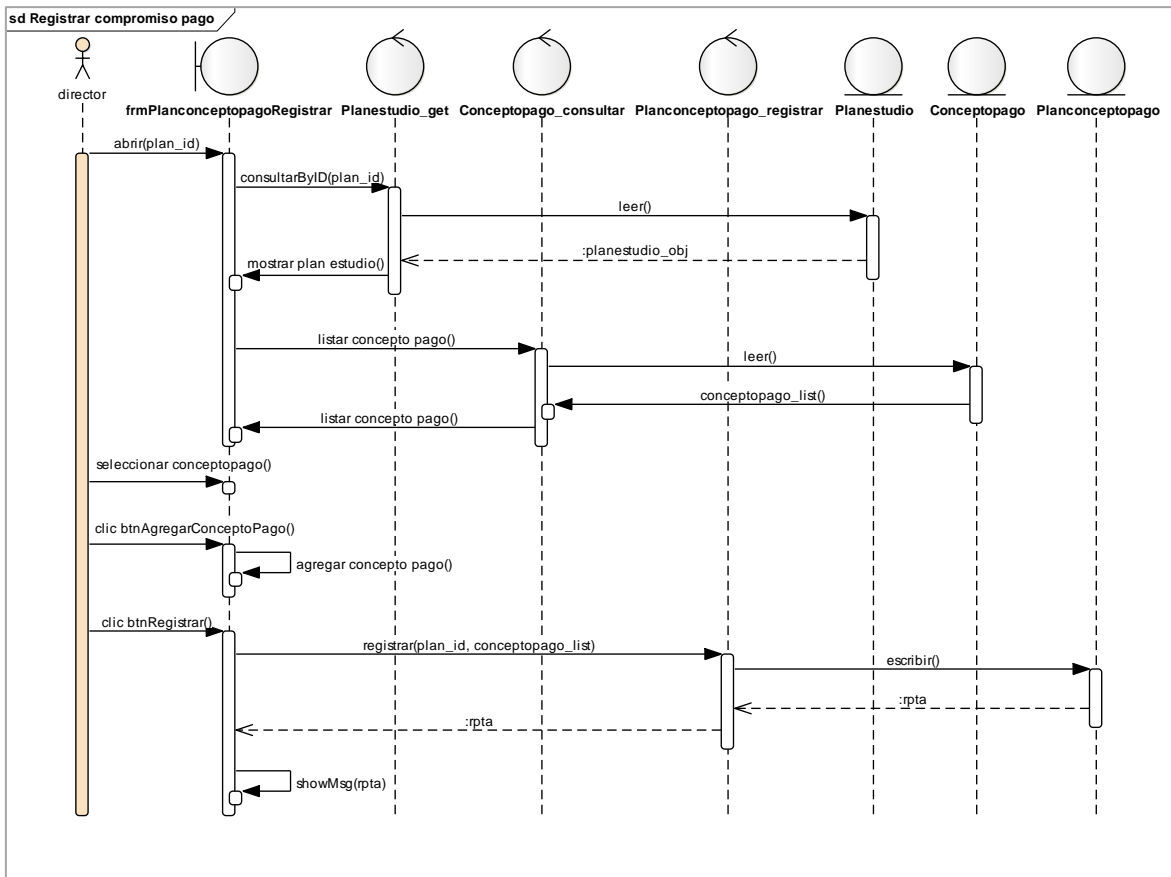 sd Registrar compromiso pago
director
frmPlanconceptopagoRegistrar
Planestudio_get
Conceptopago_consultar
Planconceptopago_registrar
Planestudio
Conceptopago
Planconceptopago
abrir(plan_id)
consultarByID(plan_id)
leer()
:planestudio_obj
mostrar plan estudio()
listar concepto pago()
leer()
conceptopago_list()
listar concepto pago()
seleccionar conceptopago()
clic btnAgregarConceptoPago()
agregar concepto pago()
clic btnRegistrar()
registrar(plan_id, conceptopago_list)
escribir()
:rpta
:rpta
showMsg(rpta)